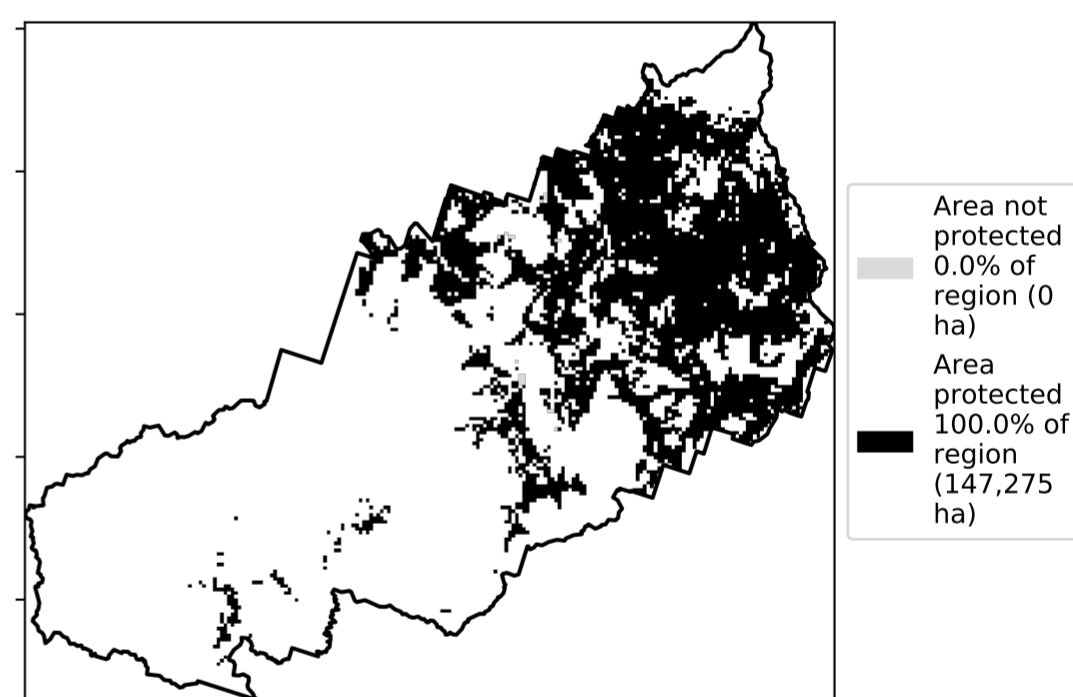 Area not
protected
0.0% of
region (0
ha)
Area
protected
100.0% of
region
(147,275
ha)